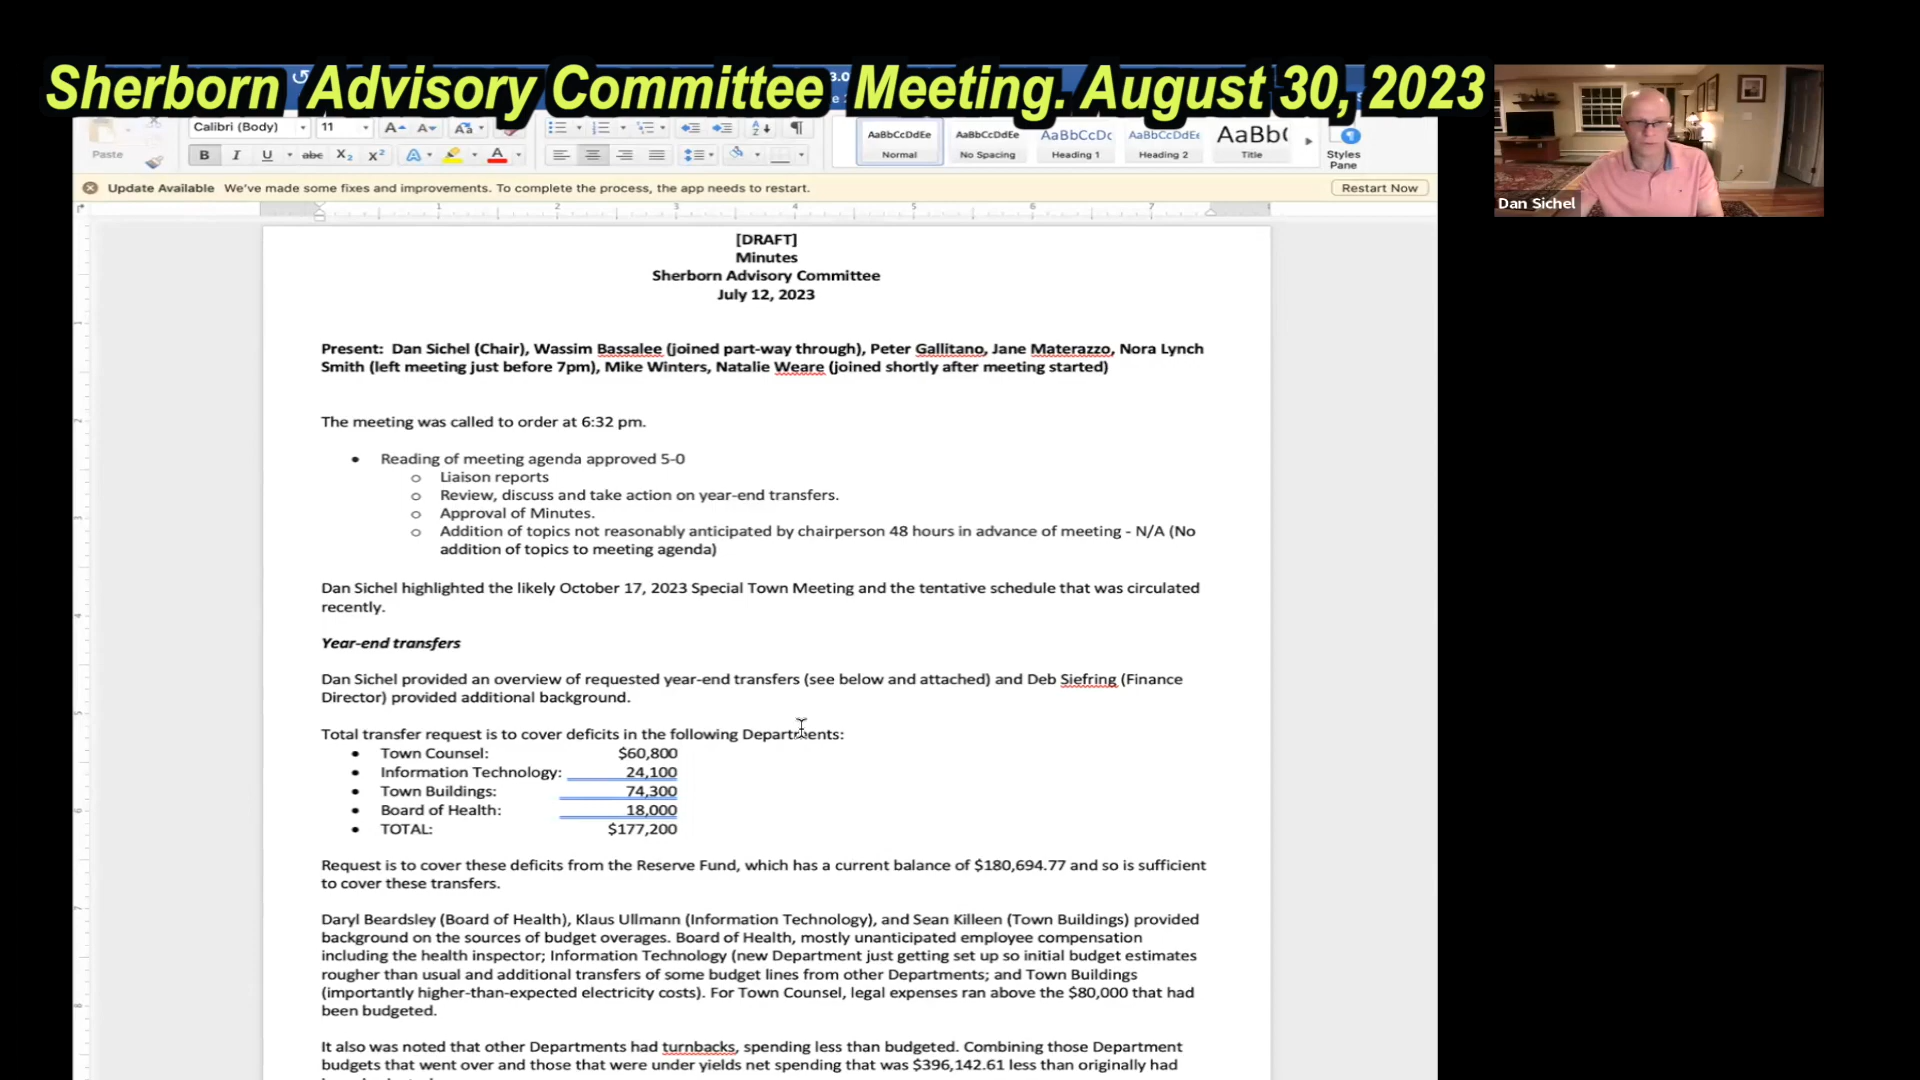 Sherborn Advisory Committee Meeting. August 30, 2023
Calibri (Body) 11
Paste
AaBbCcDdEe AaBbCcDdEe AaBbCcDc AaBbCcDdEe AaBb(
Normal No Spacing Heading 1 Heading 2 Title
Styles
Pane
Update Available We've made some fixes and improvements. To complete the process, the app needs to restart.
Restart Now
Dan Sichel
1 2 3 4 5 6 7
[DRAFT]
Minutes
Sherborn Advisory Committee
July 12, 2023
Present: Dan Sichel (Chair), Wassim Bassalee (joined part-way through), Peter Gallitano, Jane Materazzo, Nora Lynch
Smith (left meeting just before 7pm), Mike Winters, Natalie Weare (joined shortly after meeting started)
The meeting was called to order at 6:32 pm.
• Reading of meeting agenda approved 5-0
o Liaison reports
o Review, discuss and take action on year-end transfers.
o Approval of Minutes.
o Addition of topics not reasonably anticipated by chairperson 48 hours in advance of meeting - N/A (No
addition of topics to meeting agenda)
Dan Sichel highlighted the likely October 17, 2023 Special Town Meeting and the tentative schedule that was circulated
recently.
Year-end transfers
Dan Sichel provided an overview of requested year-end transfers (see below and attached) and Deb Siefring (Finance
Director) provided additional background.
Total transfer request is to cover deficits in the following Departments:
• Town Counsel: $60,800
• Information Technology: 24,100
• Town Buildings: 74,300
• Board of Health: 18,000
• TOTAL: $177,200
Request is to cover these deficits from the Reserve Fund, which has a current balance of $180,694.77 and so is sufficient
to cover these transfers.
Daryl Beardsley (Board of Health), Klaus Ullmann (Information Technology), and Sean Killeen (Town Buildings) provided
background on the sources of budget overages. Board of Health, mostly unanticipated employee compensation
including the health inspector; Information Technology (new Department just getting set up so initial budget estimates
rougher than usual and additional transfers of some budget lines from other Departments; and Town Buildings
(importantly higher-than-expected electricity costs). For Town Counsel, legal expenses ran above the $80,000 that had
been budgeted.
It also was noted that other Departments had turnbacks, spending less than budgeted. Combining those Department
budgets that went over and those that were under yields net spending that was $396,142.61 less than originally had